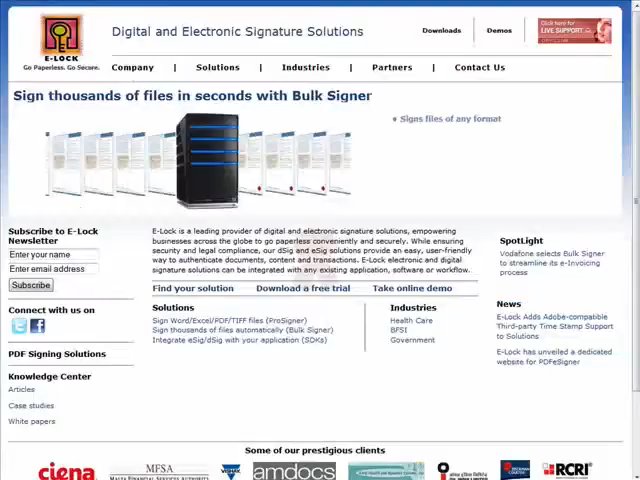 Digital and Electronic Signature Solutions
Downloads
Demos
Click here for
LIVE SUPPORT
E-LOCK
Go Paperless. Go Secure.
Company | Solutions | Industries | Partners | Contact Us
Sign thousands of files in seconds with Bulk Signer
Signs files of any format
Subscribe to E-Lock
Newsletter
Enter your name
Enter email address
Subscribe
Connect with us on
PDF Signing Solutions
Knowledge Center
Articles
Case studies
White papers
E-Lock is a leading provider of digital and electronic signature solutions, empowering
businesses across the globe to go paperless conveniently and securely. While ensuring
security and legal compliance, our dSig and eSig solutions provide an easy, user-friendly
way to authenticate documents, content and transactions. E-Lock electronic and digital
signature solutions can be integrated with any existing application, software or workflow.
Find your solution
Download a free trial
Take online demo
Solutions
Sign Word/Excel/PDF/TIFF files (ProSigner)
Sign thousands of files automatically (Bulk Signer)
Integrate eSig/dSig with your application (SDKs)
Industries
Health Care
BFSI
Government
SpotLight
Vodafone selects Bulk Signer
to streamline its e-Invoicing
process
News
E-Lock Adds Adobe-compatible
Third-party Time Stamp Support
to Solutions
E-Lock has unveiled a dedicated
website for PDFeSigner
Some of our prestigious clients
ciena
MFSA
MALTA FINANCIAL SERVICES AUTHORITY
amdocs
RCRI